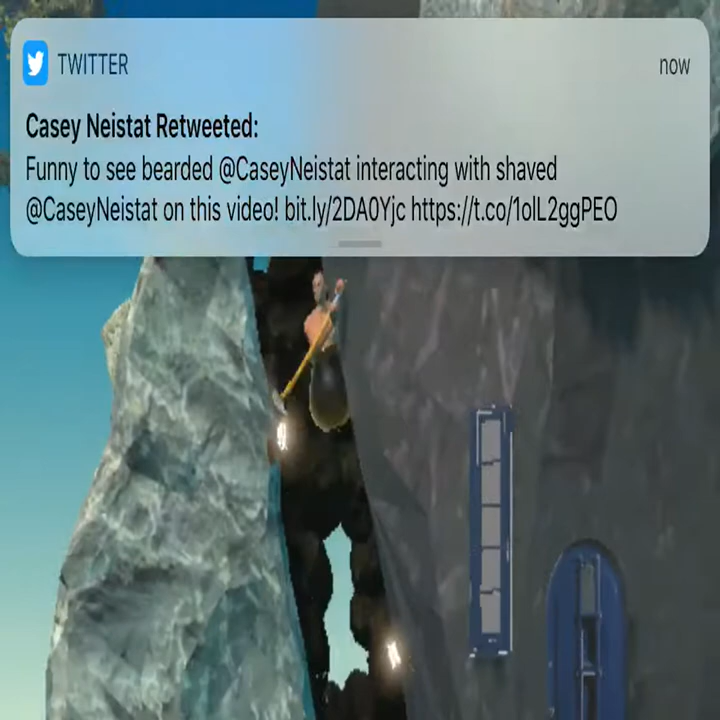 TWITTER now
Casey Neistat Retweeted:
Funny to see bearded @CaseyNeistat interacting with shaved
@CaseyNeistat on this video! bit.ly/2DA0Yjc https://t.co/1olL2ggPEO